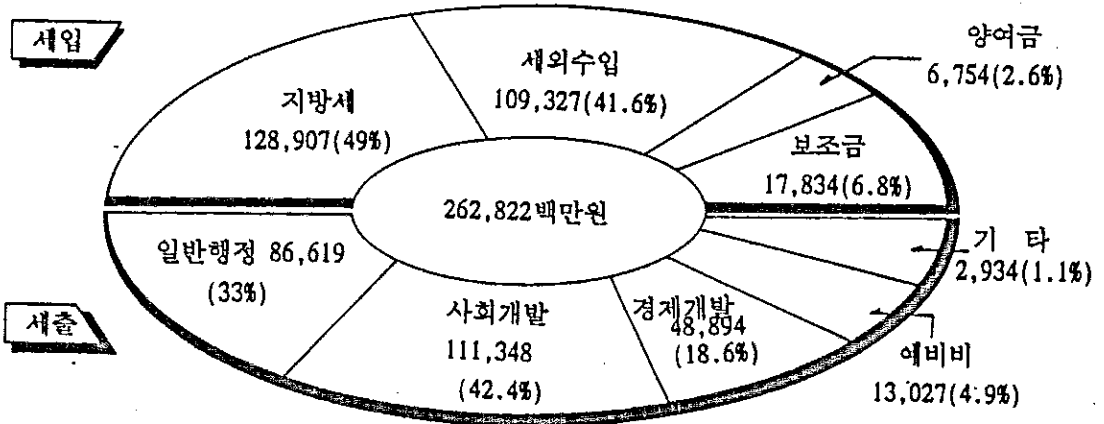 세입
지방세
128,907(49%)
세외수입
109,327(41.6%)
양여금
6,754(2.6%)
보조금
17,834(6.8%)
262,822백만원
세출
일반행정 86,619
(33%)
사회개발
111,348
(42.4%)
경제개발
48,894
(18.6%)
기 타
2,934(1.1%)
예비비
13,027(4.9%)